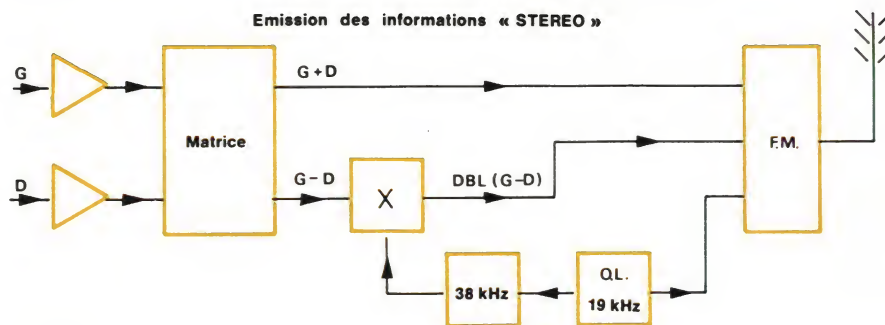 Emission des informations « STEREO »
G
G+D
Matrice
F.M.
D
G-D
X
DBL (G-D)
38 kHz
Q.L.
19 kHz